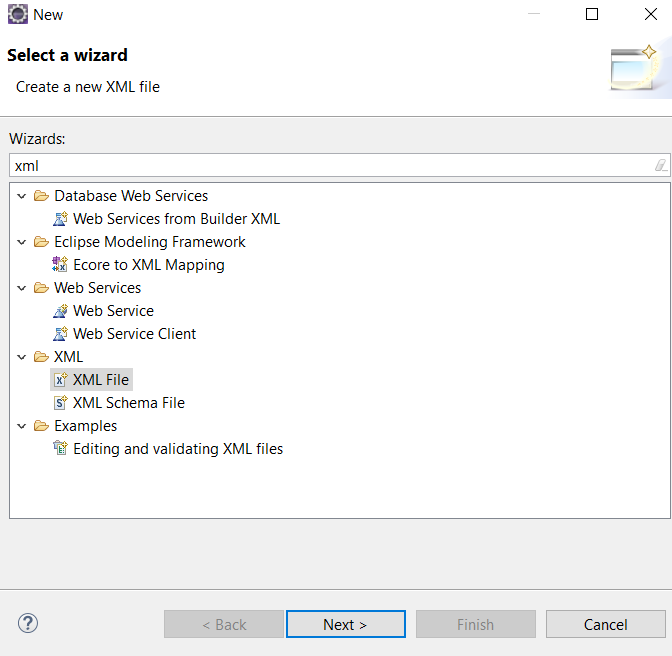 New
Select a wizard
Create a new XML file
Wizards:
xml
Database Web Services
Web Services from Builder XML
Eclipse Modeling Framework
Ecore to XML Mapping
Web Services
Web Service
Web Service Client
XML
XML File
XML Schema File
Examples
Editing and validating XML files
? < Back Next > Finish Cancel